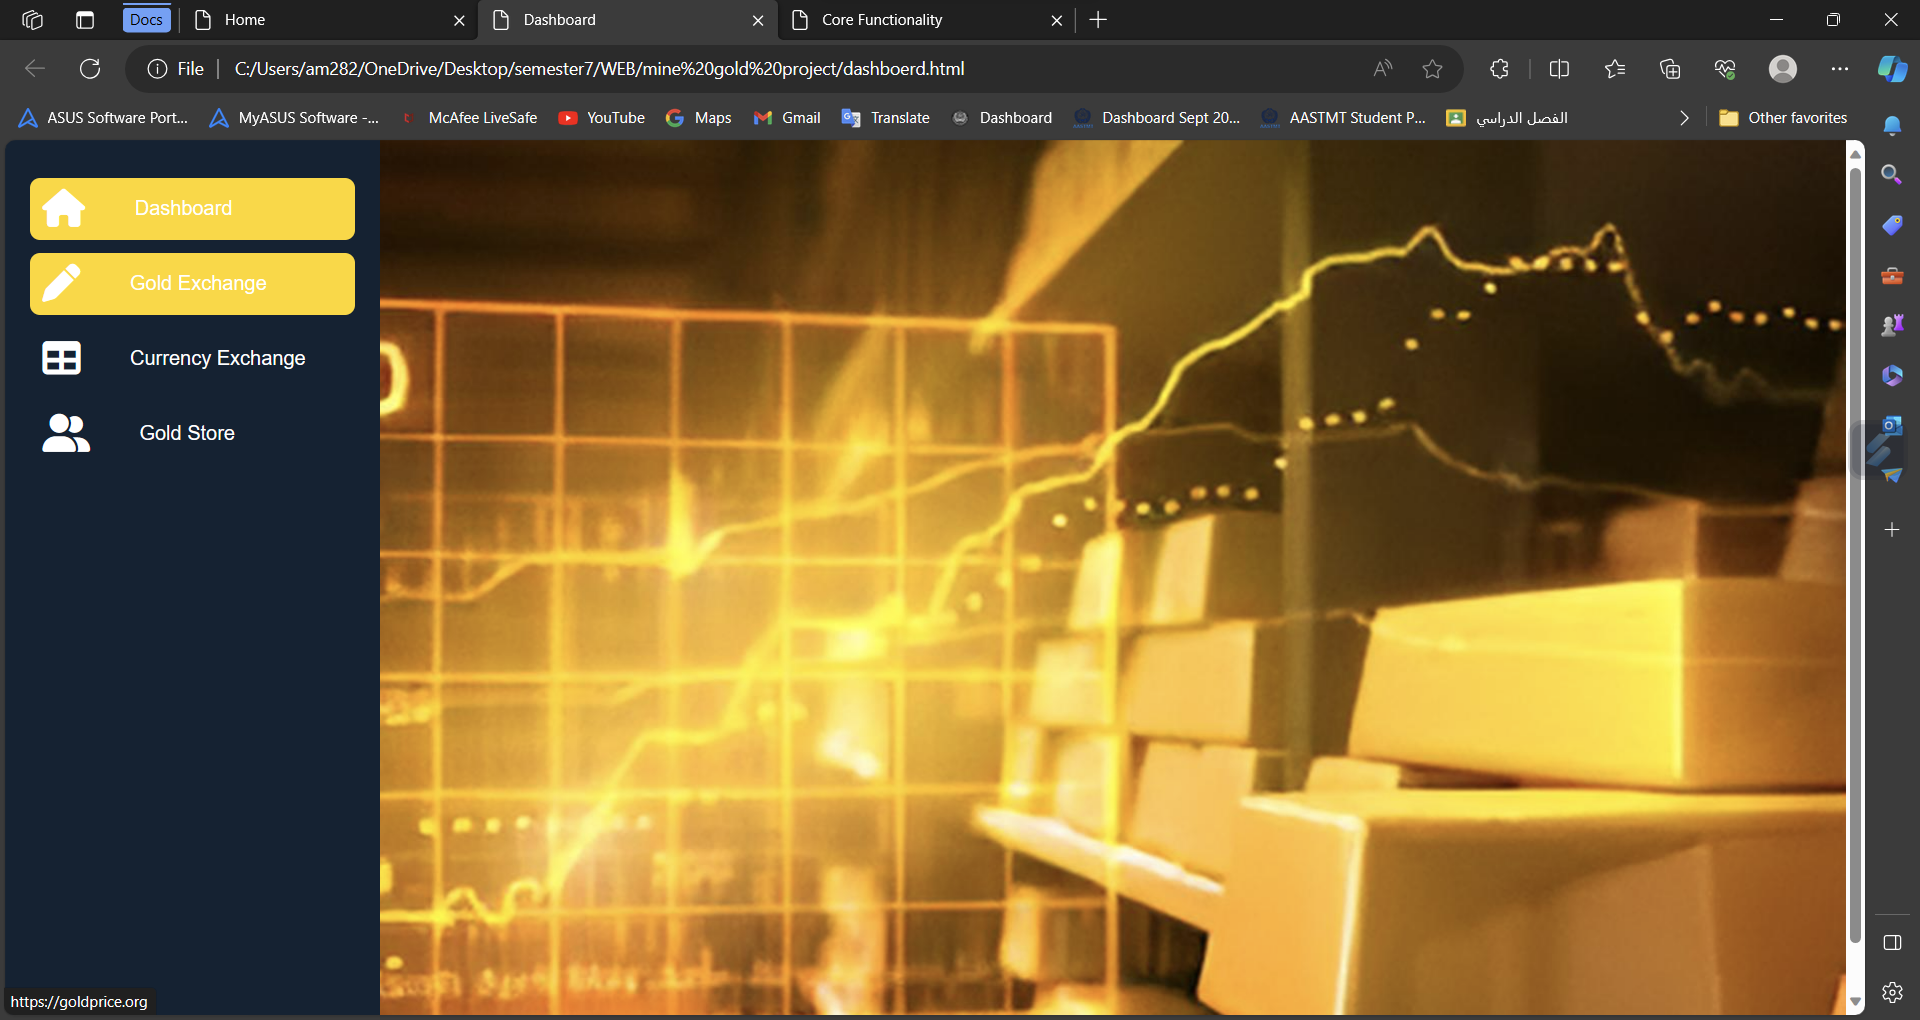 Docs
Home
Dashboard
Core Functionality
File
C:/Users/am282/OneDrive/Desktop/semester7/WEB/mine%20gold%20project/dashboerd.html
ASUS Software Port...
MyASUS Software -...
McAfee LiveSafe
YouTube
Maps
Gmail
Translate
Dashboard
Dashboard Sept 20...
AASTMT Student P...
الفصل الدراسي
Other favorites
Dashboard
Gold Exchange
Currency Exchange
Gold Store
https://goldprice.org